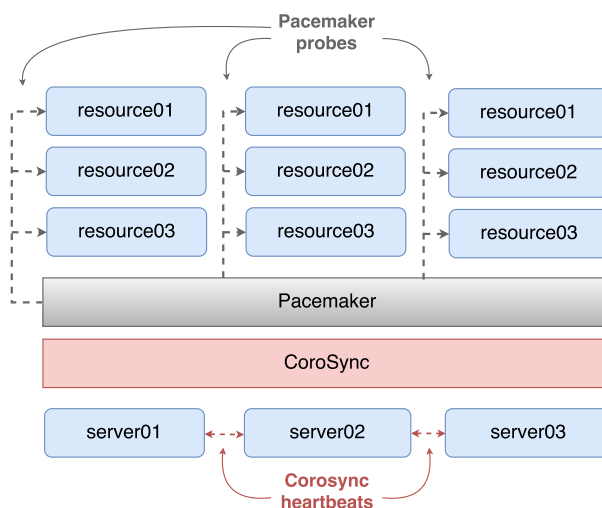 Pacemaker
probes
resource01
resource01
resource01
resource02
resource02
resource02
resource03
resource03
resource03
Pacemaker
CoroSync
server01
server02
server03
Corosync
heartbeats